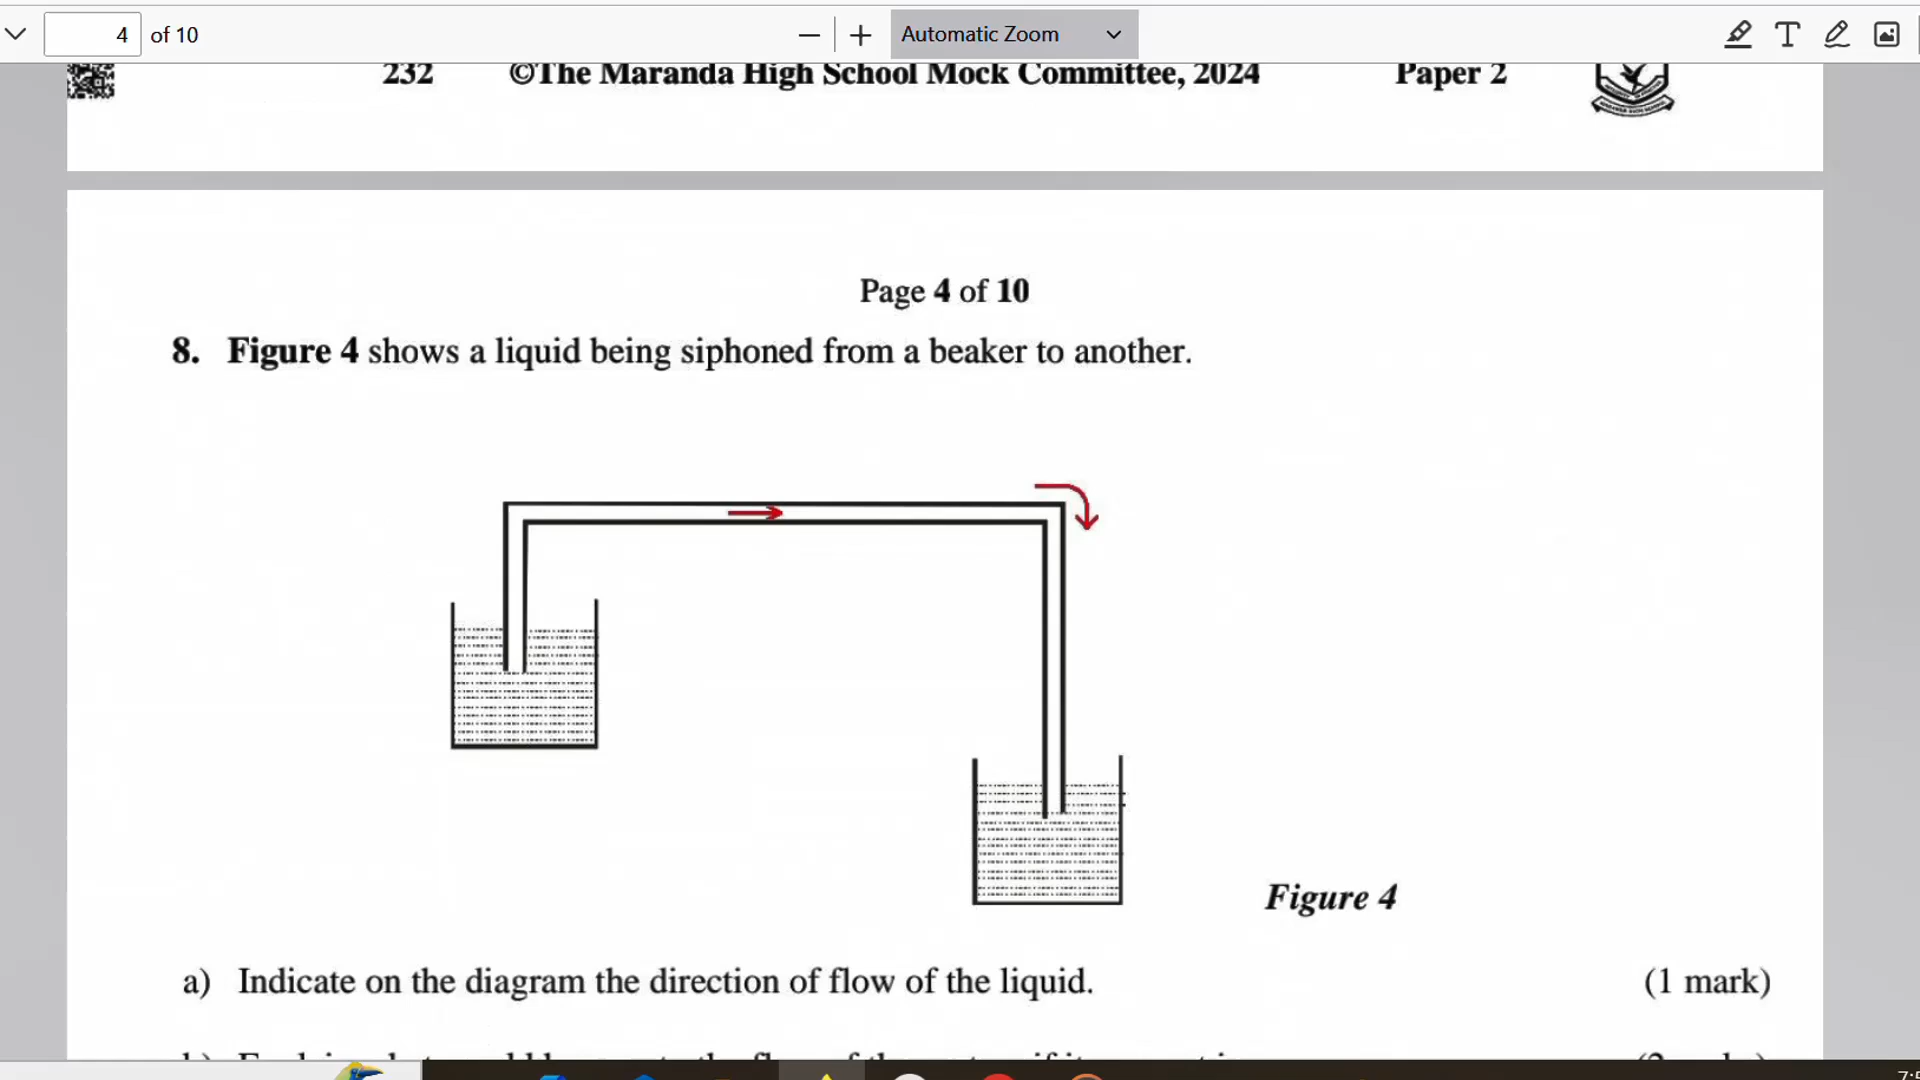 4 of 10
Automatic Zoom
232 ©The Maranda High School Mock Committee, 2024 Paper 2
Page 4 of 10
8. Figure 4 shows a liquid being siphoned from a beaker to another.
Figure 4
a) Indicate on the diagram the direction of flow of the liquid. (1 mark)